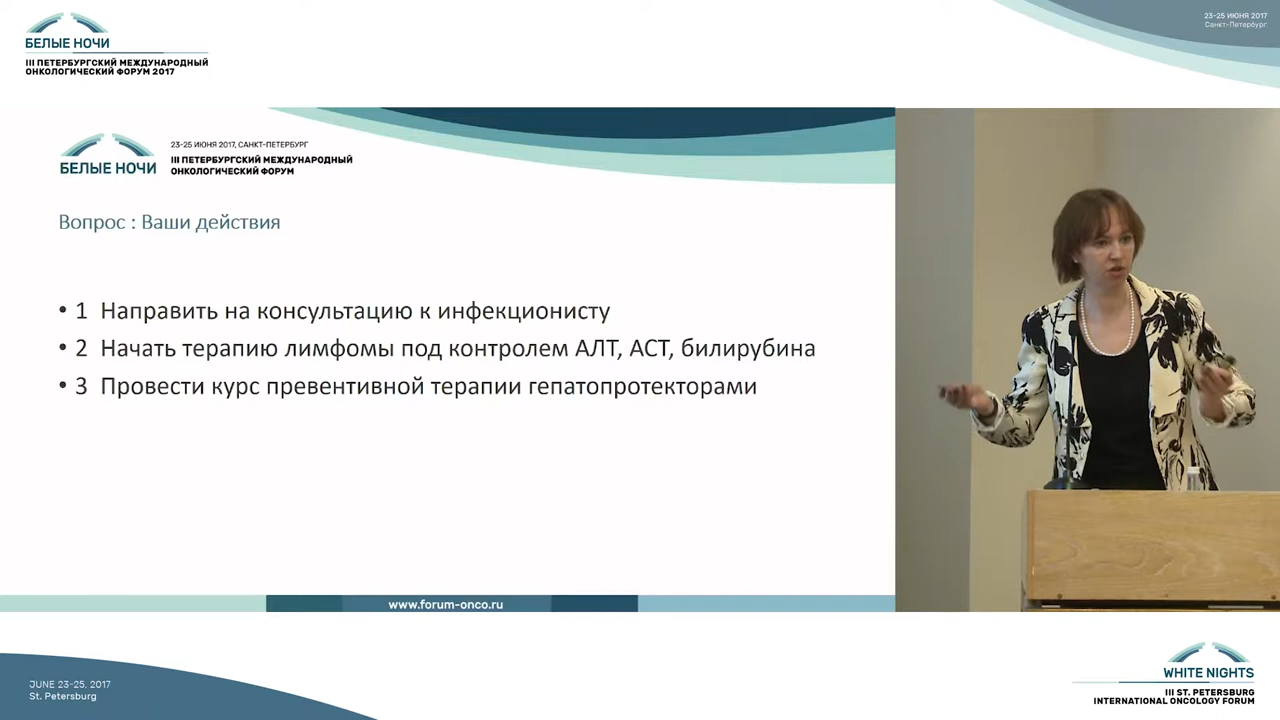 БЕЛЫЕ НОЧИ
III ПЕТЕРБУРГСКИЙ МЕЖДУНАРОДНЫЙ
ОНКОЛОГИЧЕСКИЙ ФОРУМ 2017
23-25 ИЮНЯ 2017
Санкт-Петербург
БЕЛЫЕ НОЧИ
23-25 ИЮНЯ 2017, САНКТ-ПЕТЕРБУРГ
III ПЕТЕРБУРГСКИЙ МЕЖДУНАРОДНЫЙ
ОНКОЛОГИЧЕСКИЙ ФОРУМ
Вопрос : Ваши действия
• 1 Направить на консультацию к инфекционисту
• 2 Начать терапию лимфомы под контролем АЛТ, АСТ, билирубина
• 3 Провести курс превентивной терапии гепатопротекторами
www.forum-onco.ru
JUNE 23-25, 2017
St. Petersburg
WHITE NIGHTS
III ST. PETERSBURG
INTERNATIONAL ONCOLOGY FORUM